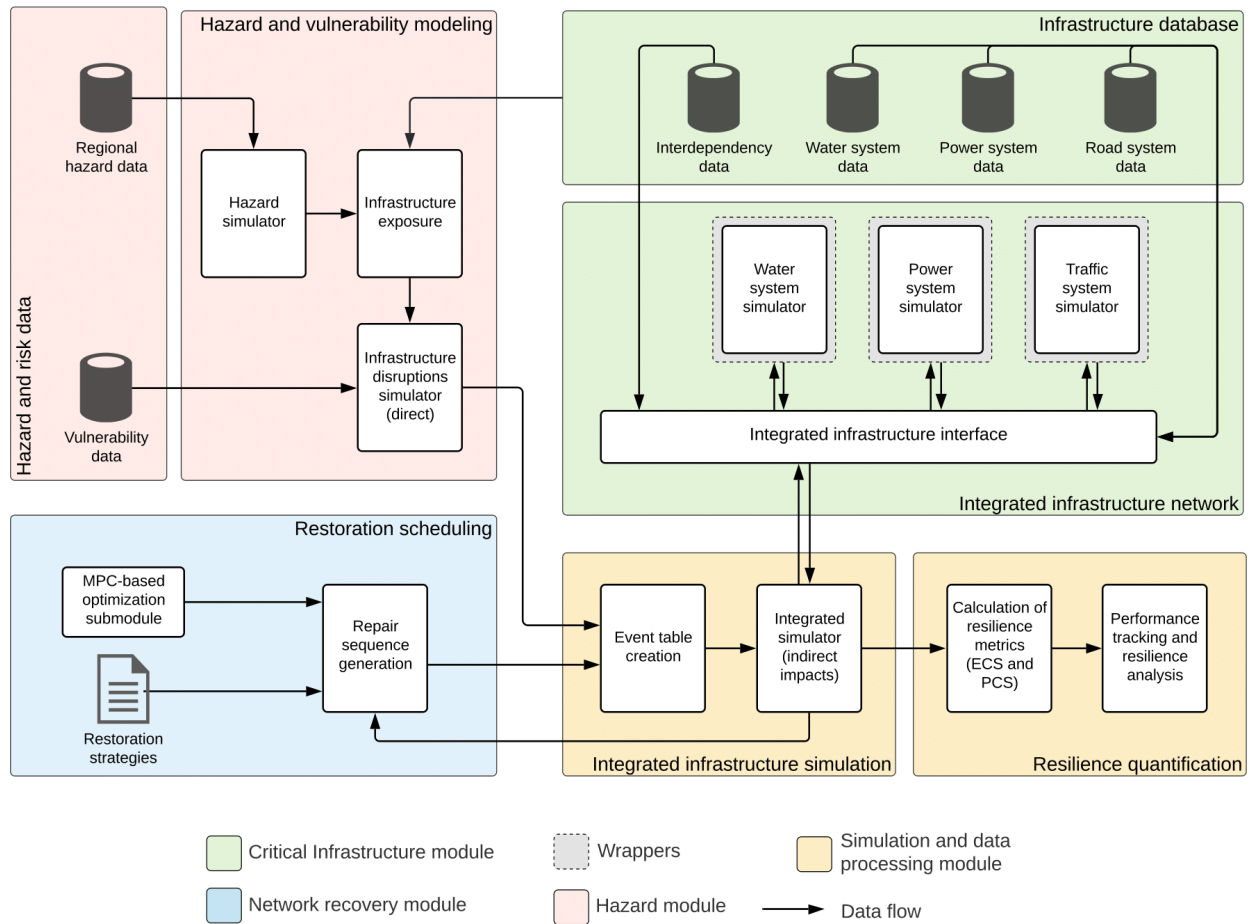 Hazard and vulnerability modeling
Infrastructure database
Regional
hazard data
Interdependency
data
Water system
data
Power system
data
Road system
data
Hazard
simulator
Infrastructure
exposure
Water
system
simulator
Power
system
simulator
Traffic
system
simulator
Hazard and risk data
Infrastructure
disruptions
simulator
(direct)
Vulnerability
data
Integrated infrastructure interface
Integrated infrastructure network
Restoration scheduling
MPC-based
optimization
submodule
Repair
sequence
generation
Restoration
strategies
Event table
creation
Integrated
simulator
(indirect
impacts)
Calculation of
resilience
metrics
(ECS and
PCS)
Performance
tracking and
resilience
analysis
Integrated infrastructure simulation
Resilience quantification
Critical Infrastructure module
Wrappers
Simulation and data
processing module
Network recovery module
Hazard module
Data flow